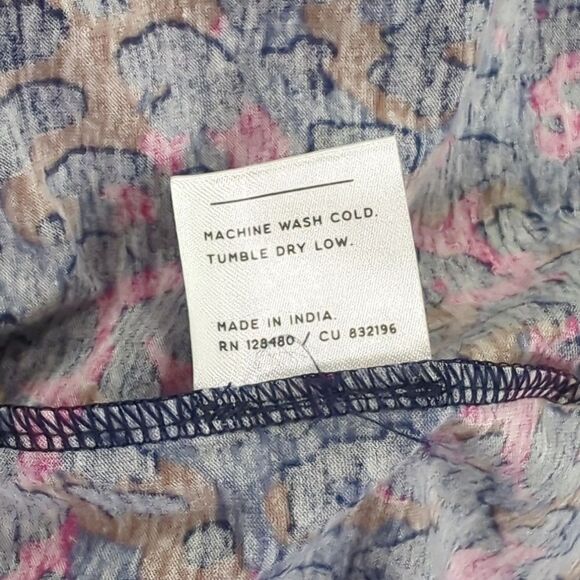 MACHINE WASH COLD.
TUMBLE DRY LOW.
MADE IN INDIA.
RN 128480 / CU 832196